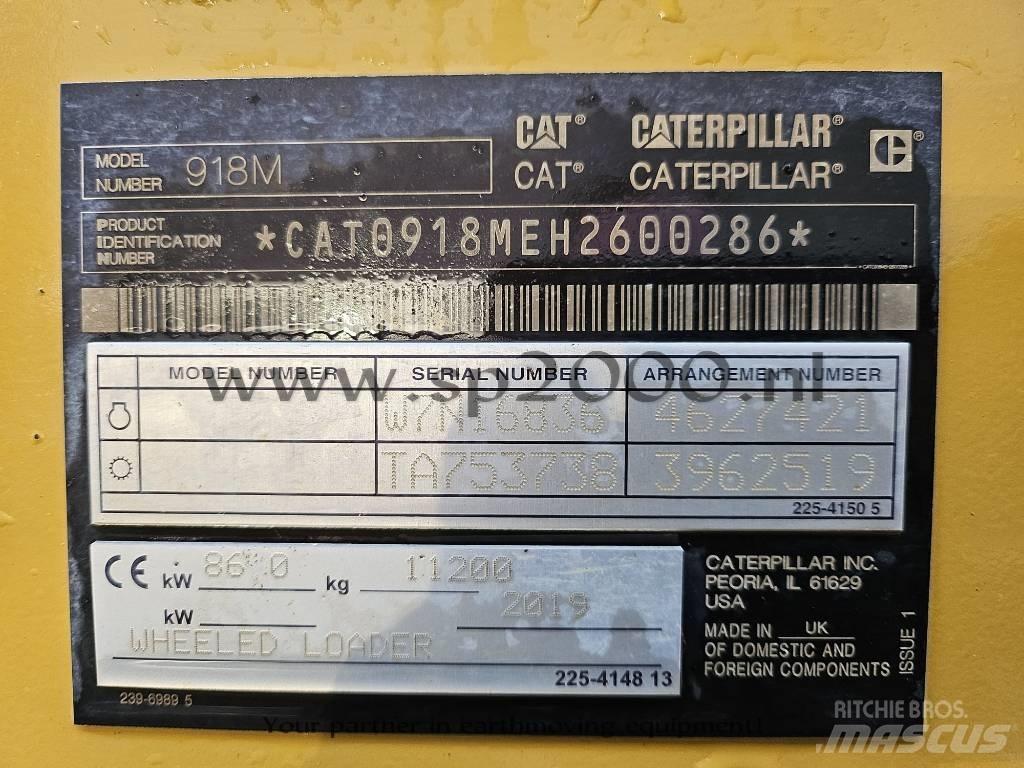 CAT® CATERPILLAR®
CAT® CATERPILLAR®
MODEL NUMBER 918M
PRODUCT IDENTIFICATION NUMBER *CAT0918MEH2600286*
MODEL NUMBER SERIAL NUMBER ARRANGEMENT NUMBER
www.sp2000.nl
W7N16836 4627421
TA753738 3962519
225-4150 5
CE kW 86.0 kg 11200
kW 2019
WHEELED LOADER
225-4148 13
239-6989 5
CATERPILLAR INC.
PEORIA, IL 61629
USA
MADE IN UK
OF DOMESTIC AND
FOREIGN COMPONENTS
ISSUE 1
Your partner in earthmoving equipment!
RITCHIE BROS.
MASCUS